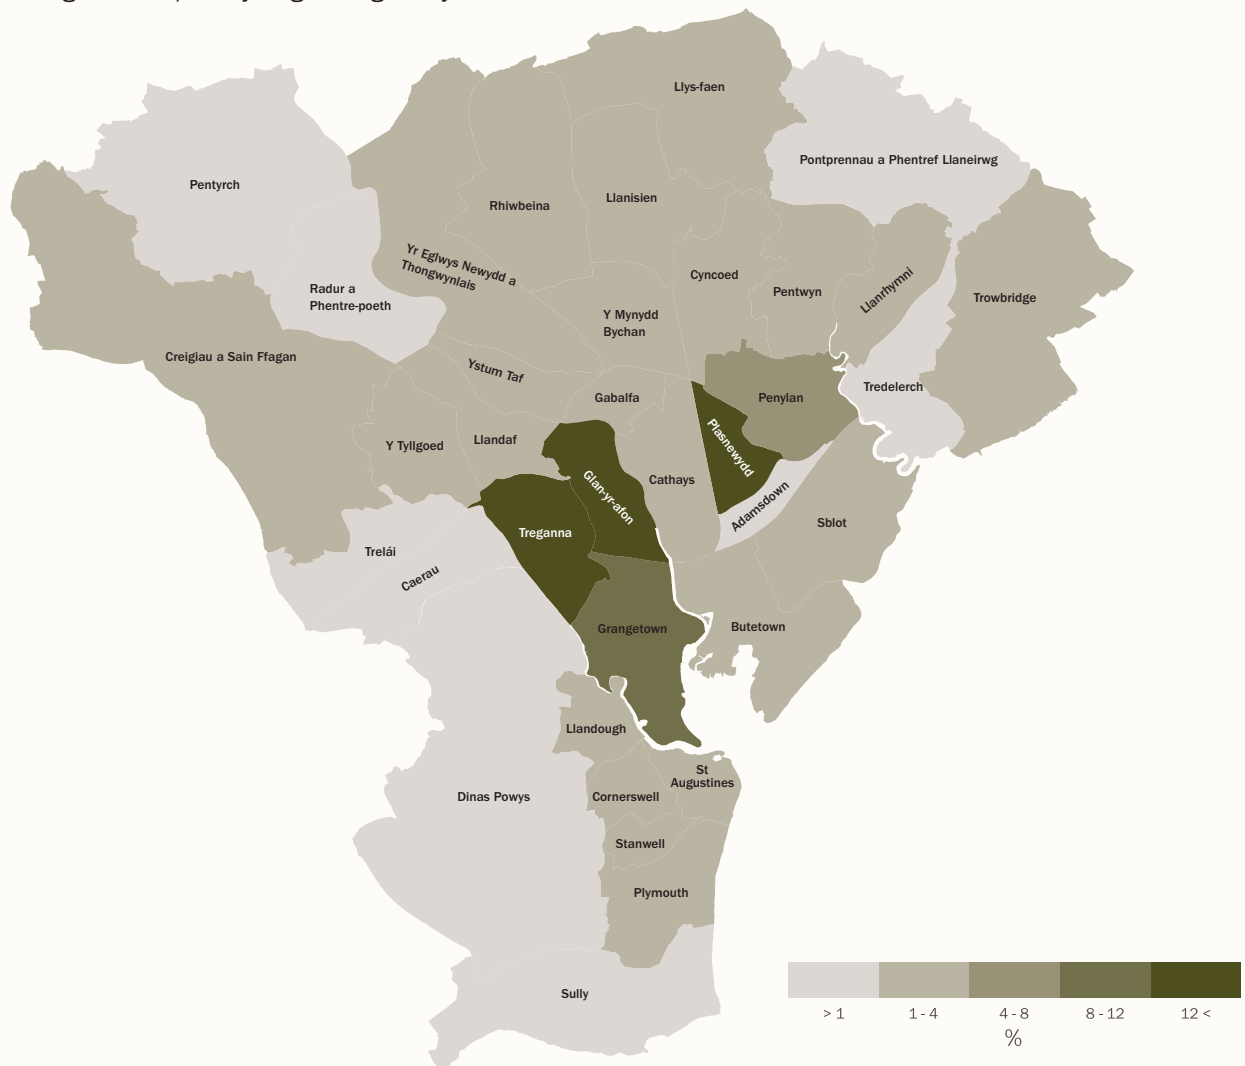 Llys-faen
Pontprennau a Phentref Llaneirwg
Pentyrch
Rhiwbeina
Llanisien
Yr Eglwys Newydd a
Thongwynlais
Cyncoed
Pentwyn
Llanrhymni
Trowbridge
Radur a
Phentre-poeth
Y Mynydd
Bychan
Creigiau a Sain Ffagan
Ystum Taf
Gabalfa
Penylan
Tredelerch
Y Tyllgoed
Llandaf
Plasnewydd
Cathays
Glan-yr-afon
Adamsdown
Sblot
Treganna
Trelái
Caerau
Grangetown
Butetown
Llandough
St
Augustines
Dinas Powys
Cornerswell
Stanwell
Plymouth
Sully
> 1
1 - 4
4 - 8
8 - 12
12 <
%